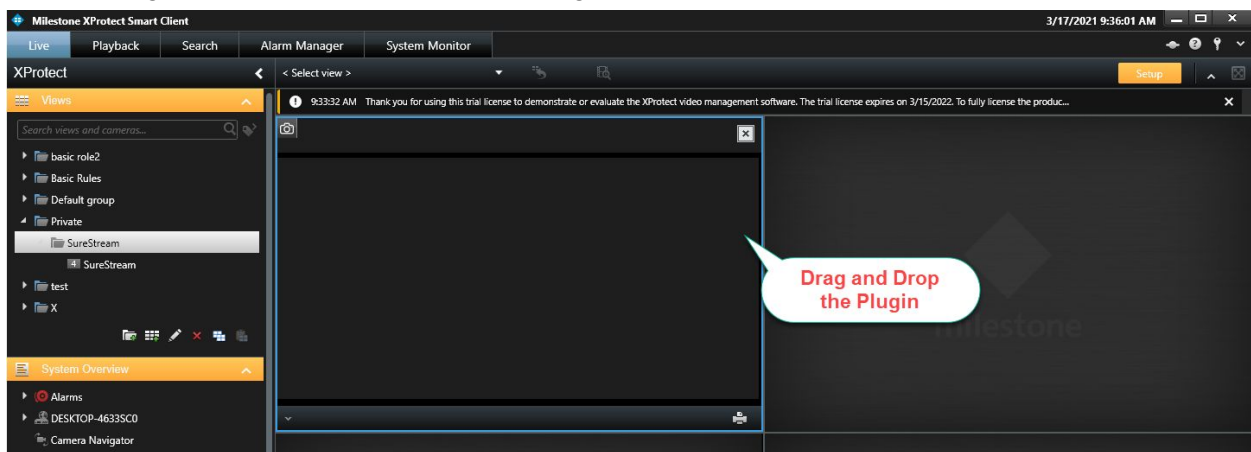 Milestone XProtect Smart Client
3/17/2021 9:36:01 AM
Live Playback Search Alarm Manager System Monitor
XProtect
< Select view >
Setup
Views
9:33:32 AM Thank you for using this trial license to demonstrate or evaluate the XProtect video management software. The trial license expires on 3/15/2022. To fully license the produc...
Search views and cameras...
basic role2
Basic Rules
Default group
Private
SureStream
4 SureStream
test
X
Drag and Drop
the Plugin
milestone
System Overview
Alarms
DESKTOP-4633SC0
Camera Navigator